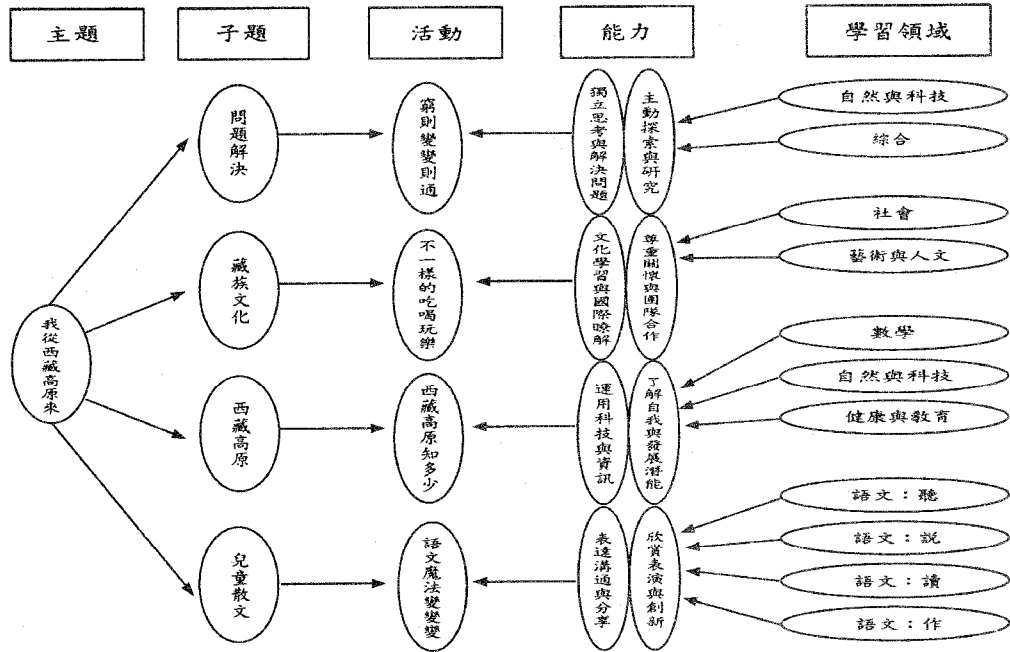 主題
子題
活動
能力
學習領域
我從西藏高原來
問題解決
窮則變變則通
獨立思考與解決問題
主動探索與研究
自然與科技
綜合
藏族文化
不一樣的吃喝玩樂
文化學習與國際瞭解
尊重關懷與團隊合作
社會
藝術與人文
西藏高原
西藏高原知多少
運用科技與資訊
了解自我與發展潛能
數學
自然與科技
健康與教育
兒童散文
語文魔法變變變
表達溝通與分享
欣賞表演與創新
語文：聽
語文：說
語文：讀
語文：作